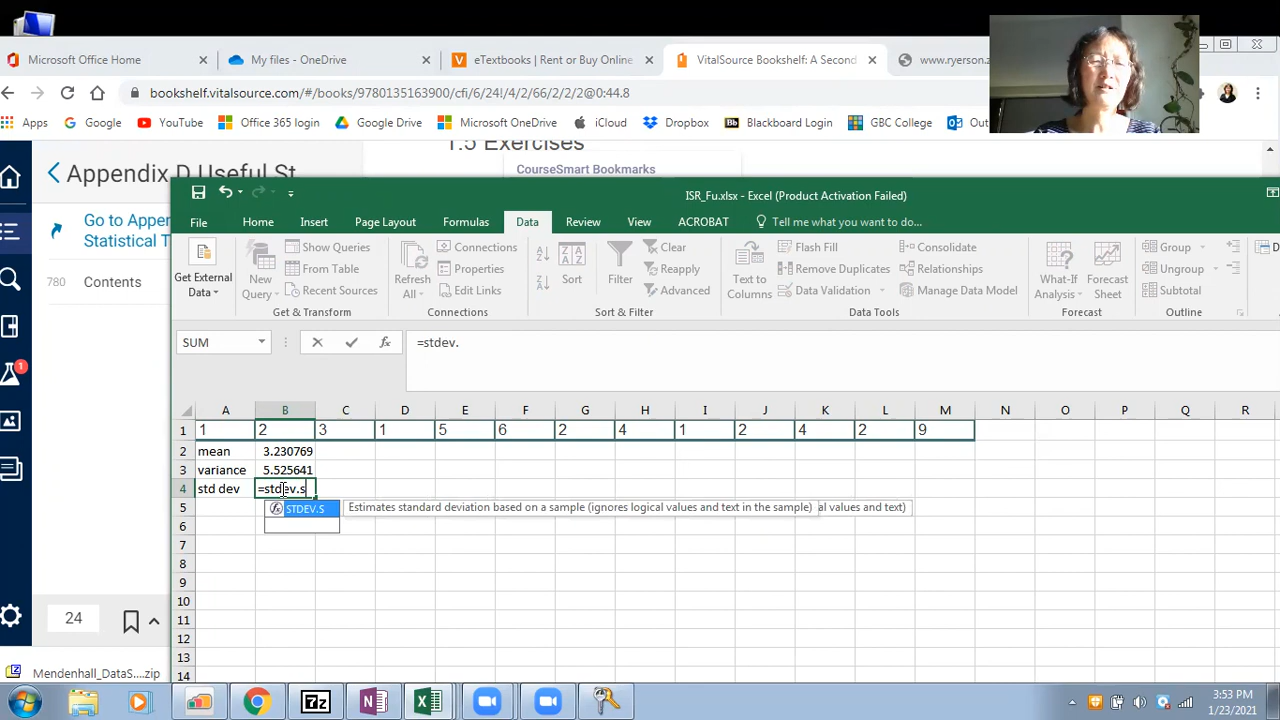 Microsoft Office Home
My files - OneDrive
eTextbooks | Rent or Buy Online
VitalSource Bookshelf: A Second
www.ryerson.
bookshelf.vitalsource.com/#/books/9780135163900/cfi/6/24!/4/2/66/2/2/2@0:44.8
Apps Google YouTube Office 365 login Google Drive Microsoft OneDrive iCloud Dropbox Bb Blackboard Login GBC College Out
1.5 Exercises
CourseSmart Bookmarks
Appendix D Useful St
Go to Appen
Statistical T
780 Contents
24
1
ISR_Fu.xlsx - Excel (Product Activation Failed)
File Home Insert Page Layout Formulas Data Review View ACROBAT Tell me what you want to do...
Get External
Data
New
Query
Show Queries
From Table
Recent Sources
Get & Transform
Refresh
All
Connections
Properties
Edit Links
Connections
Sort
Filter
Clear
Reapply
Advanced
Sort & Filter
Text to
Columns
Flash Fill
Remove Duplicates
Data Validation
Consolidate
Relationships
Manage Data Model
Data Tools
What-If
Analysis
Forecast
Sheet
Forecast
Group
Ungroup
Subtotal
Outline
SUM fx =stdev.
A B C D E F G H I J K L M N O P Q R
1 1 2 3 1 5 6 2 4 1 2 4 2 9
2 mean 3.230769
3 variance 5.525641
4 std dev =stdev.s
5 STDEV.S Estimates standard deviation based on a sample (ignores logical values and text in the sample) al values and text)
6
7
8
9
10
11
12
13
14
Mendenhall_DataS....zip
3:53 PM
1/23/2021